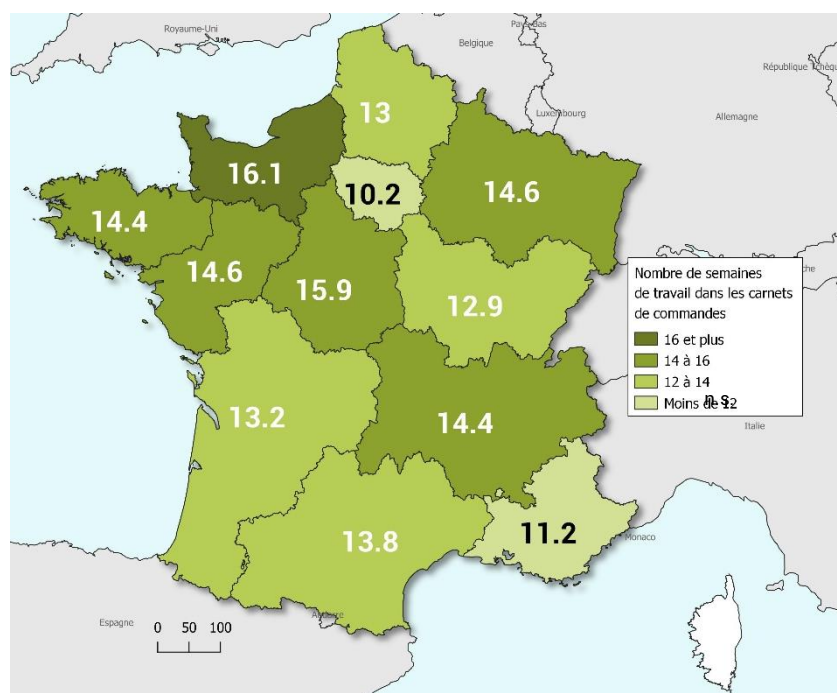 Royaume-Uni
Belgique
Luxembourg
Allemagne
13
16.1
10.2
14.6
14.4
14.6
15.9
12.9
13.2
14.4
13.8
11.2
Nombre de semaines
de travail dans les carnets
de commandes
16 et plus
14 à 16
12 à 14
Moins de 12
n.s.
Italie
Monaco
Espagne
0 50 100